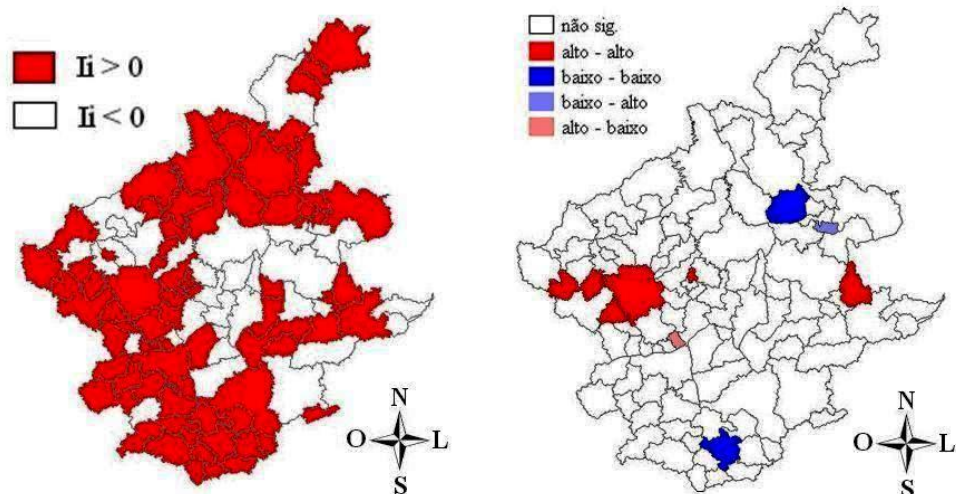 Ii > 0
Ii < 0
N
O L
S
não sig.
alto - alto
baixo - baixo
baixo - alto
alto - baixo
N
O L
S